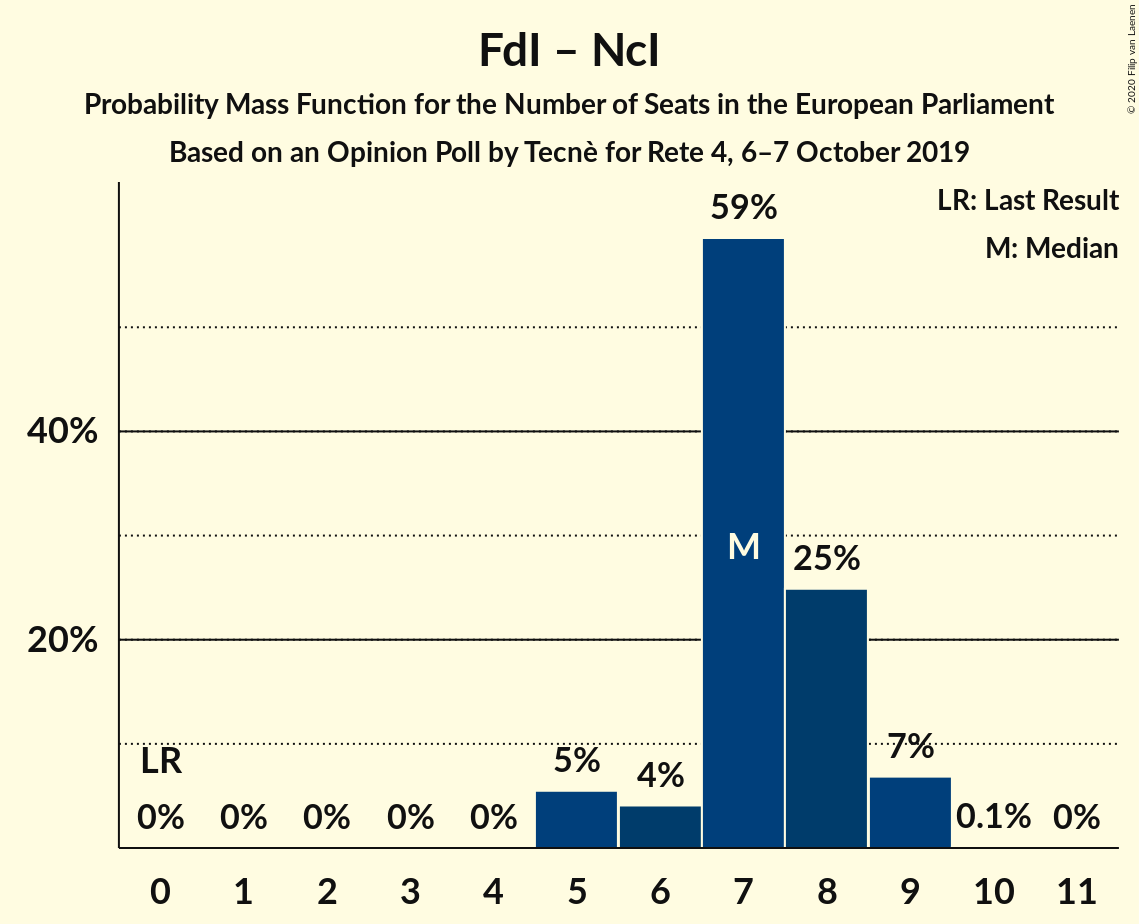 FdI – NcI
Probability Mass Function for the Number of Seats in the European Parliament
Based on an Opinion Poll by Tecnè for Rete 4, 6–7 October 2019
© 2020 Filip van Laenen
LR: Last Result
M: Median
59%
40%
M
25%
20%
LR
5%
4%
7%
0%
0%
0%
0%
0%
0.1%
0%
0 1 2 3 4 5 6 7 8 9 10 11